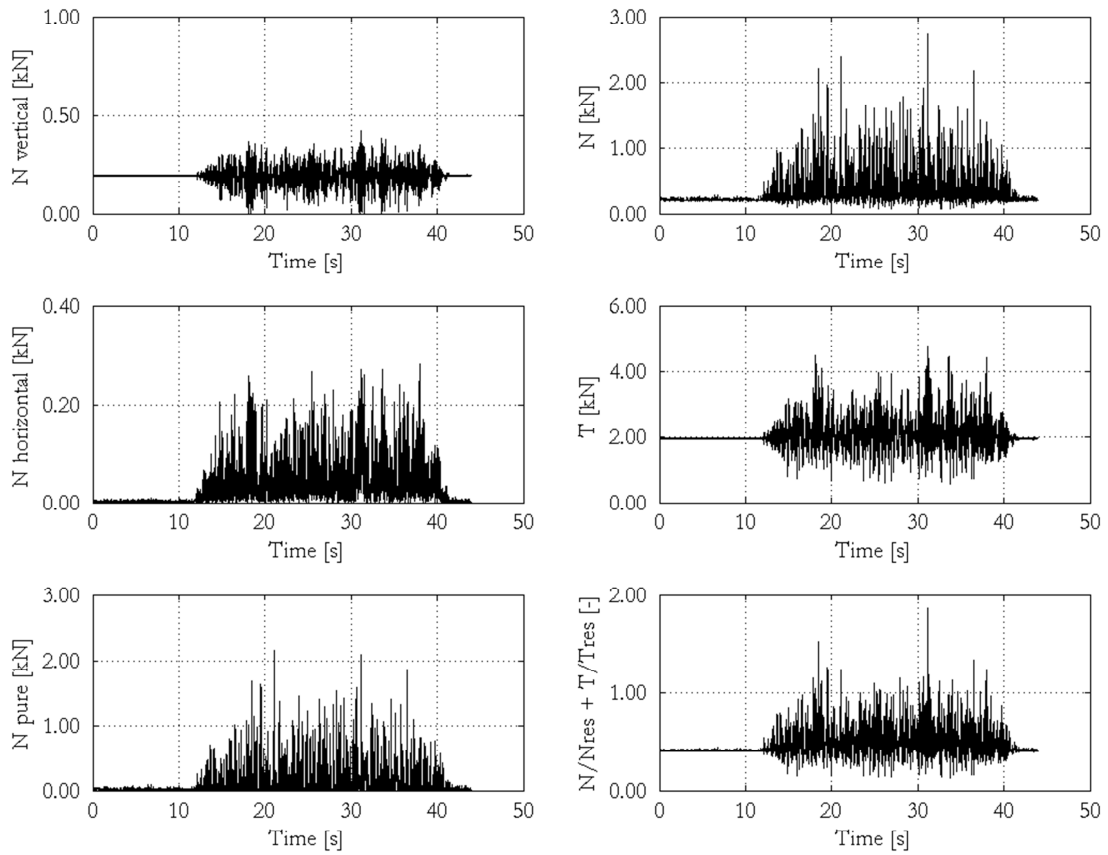 1.00
0.50
0.00
N vertical [kN]
0 10 20 30 40 50
Time [s]
3.00
2.00
1.00
0.00
N [kN]
0 10 20 30 40 50
Time [s]
0.40
0.20
0.00
N horizontal [kN]
0 10 20 30 40 50
Time [s]
6.00
4.00
2.00
0.00
T [kN]
0 10 20 30 40 50
Time [s]
3.00
2.00
1.00
0.00
N pure [kN]
0 10 20 30 40 50
Time [s]
2.00
1.00
0.00
N/Nres + T/Tres [-]
0 10 20 30 40 50
Time [s]